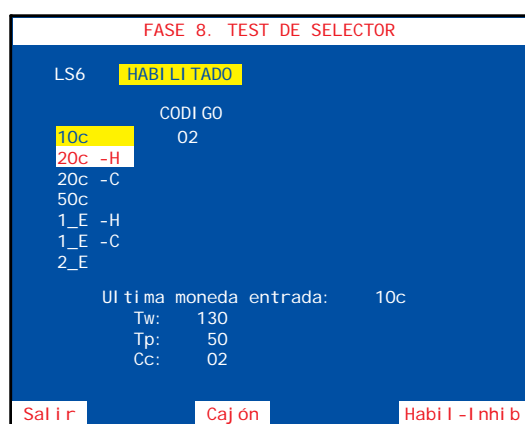 FASE 8. TEST DE SELECTOR
LS6 HABILITADO
CODIGO
10c 02
20c -H
20c -C
50c
1_E -H
1_E -C
2_E
Ultima moneda entrada: 10c
Tw: 130
Tp: 50
Cc: 02
Salir Cajón Habil-Inhib